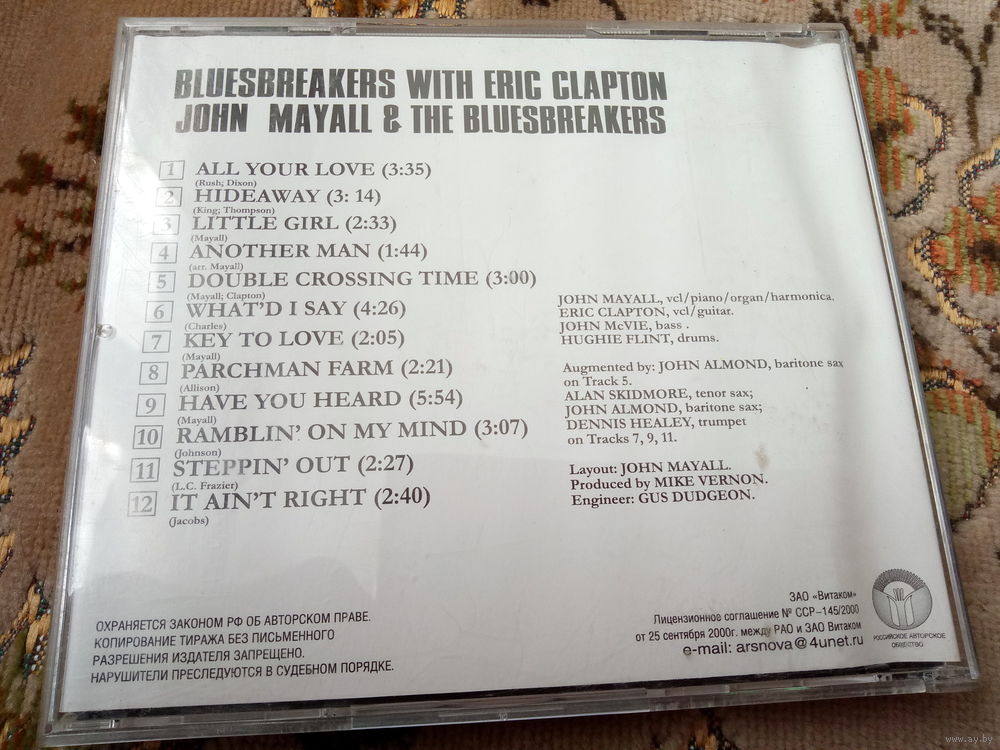 BLUESBREAKERS WITH ERIC CLAPTON
JOHN MAYALL & THE BLUESBREAKERS
1 ALL YOUR LOVE (3:35)
(Rush; Dixon)
2 HIDEAWAY (3: 14)
(King; Thompson)
3 LITTLE GIRL (2:33)
(Mayall)
4 ANOTHER MAN (1:44)
(arr. Mayall)
5 DOUBLE CROSSING TIME (3:00)
(Mayall; Clapton)
6 WHAT'D I SAY (4:26)
(Charles)
7 KEY TO LOVE (2:05)
(Mayall)
8 PARCHMAN FARM (2:21)
(Allison)
9 HAVE YOU HEARD (5:54)
(Mayall)
10 RAMBLIN' ON MY MIND (3:07)
(Johnson)
11 STEPPIN' OUT (2:27)
(L.C. Frazier)
12 IT AIN'T RIGHT (2:40)
(Jacobs)
JOHN MAYALL, vcl/piano/organ/harmonica.
ERIC CLAPTON, vcl/guitar.
JOHN McVIE, bass .
HUGHIE FLINT, drums.
Augmented by: JOHN ALMOND, baritone sax
on Track 5.
ALAN SKIDMORE, tenor sax;
JOHN ALMOND, baritone sax;
DENNIS HEALEY, trumpet
on Tracks 7, 9, 11.
Layout: JOHN MAYALL.
Produced by MIKE VERNON.
Engineer: GUS DUDGEON.
ОХРАНЯЕТСЯ ЗАКОНОМ РФ ОБ АВТОРСКОМ ПРАВЕ.
КОПИРОВАНИЕ ТИРАЖА БЕЗ ПИСЬМЕННОГО
РАЗРЕШЕНИЯ ИЗДАТЕЛЯ ЗАПРЕЩЕНО.
НАРУШИТЕЛИ ПРЕСЛЕДУЮТСЯ В СУДЕБНОМ ПОРЯДКЕ.
ЗАО «Витаком»
Лицензионное соглашение № ССР-145/2000
от 25 сентября 2000г. между РАО и ЗАО Витаком
e-mail: arsnova@4unet.ru
РОССИЙСКОЕ АВТОРСКОЕ
ОБЩЕСТВО
www.ay.by